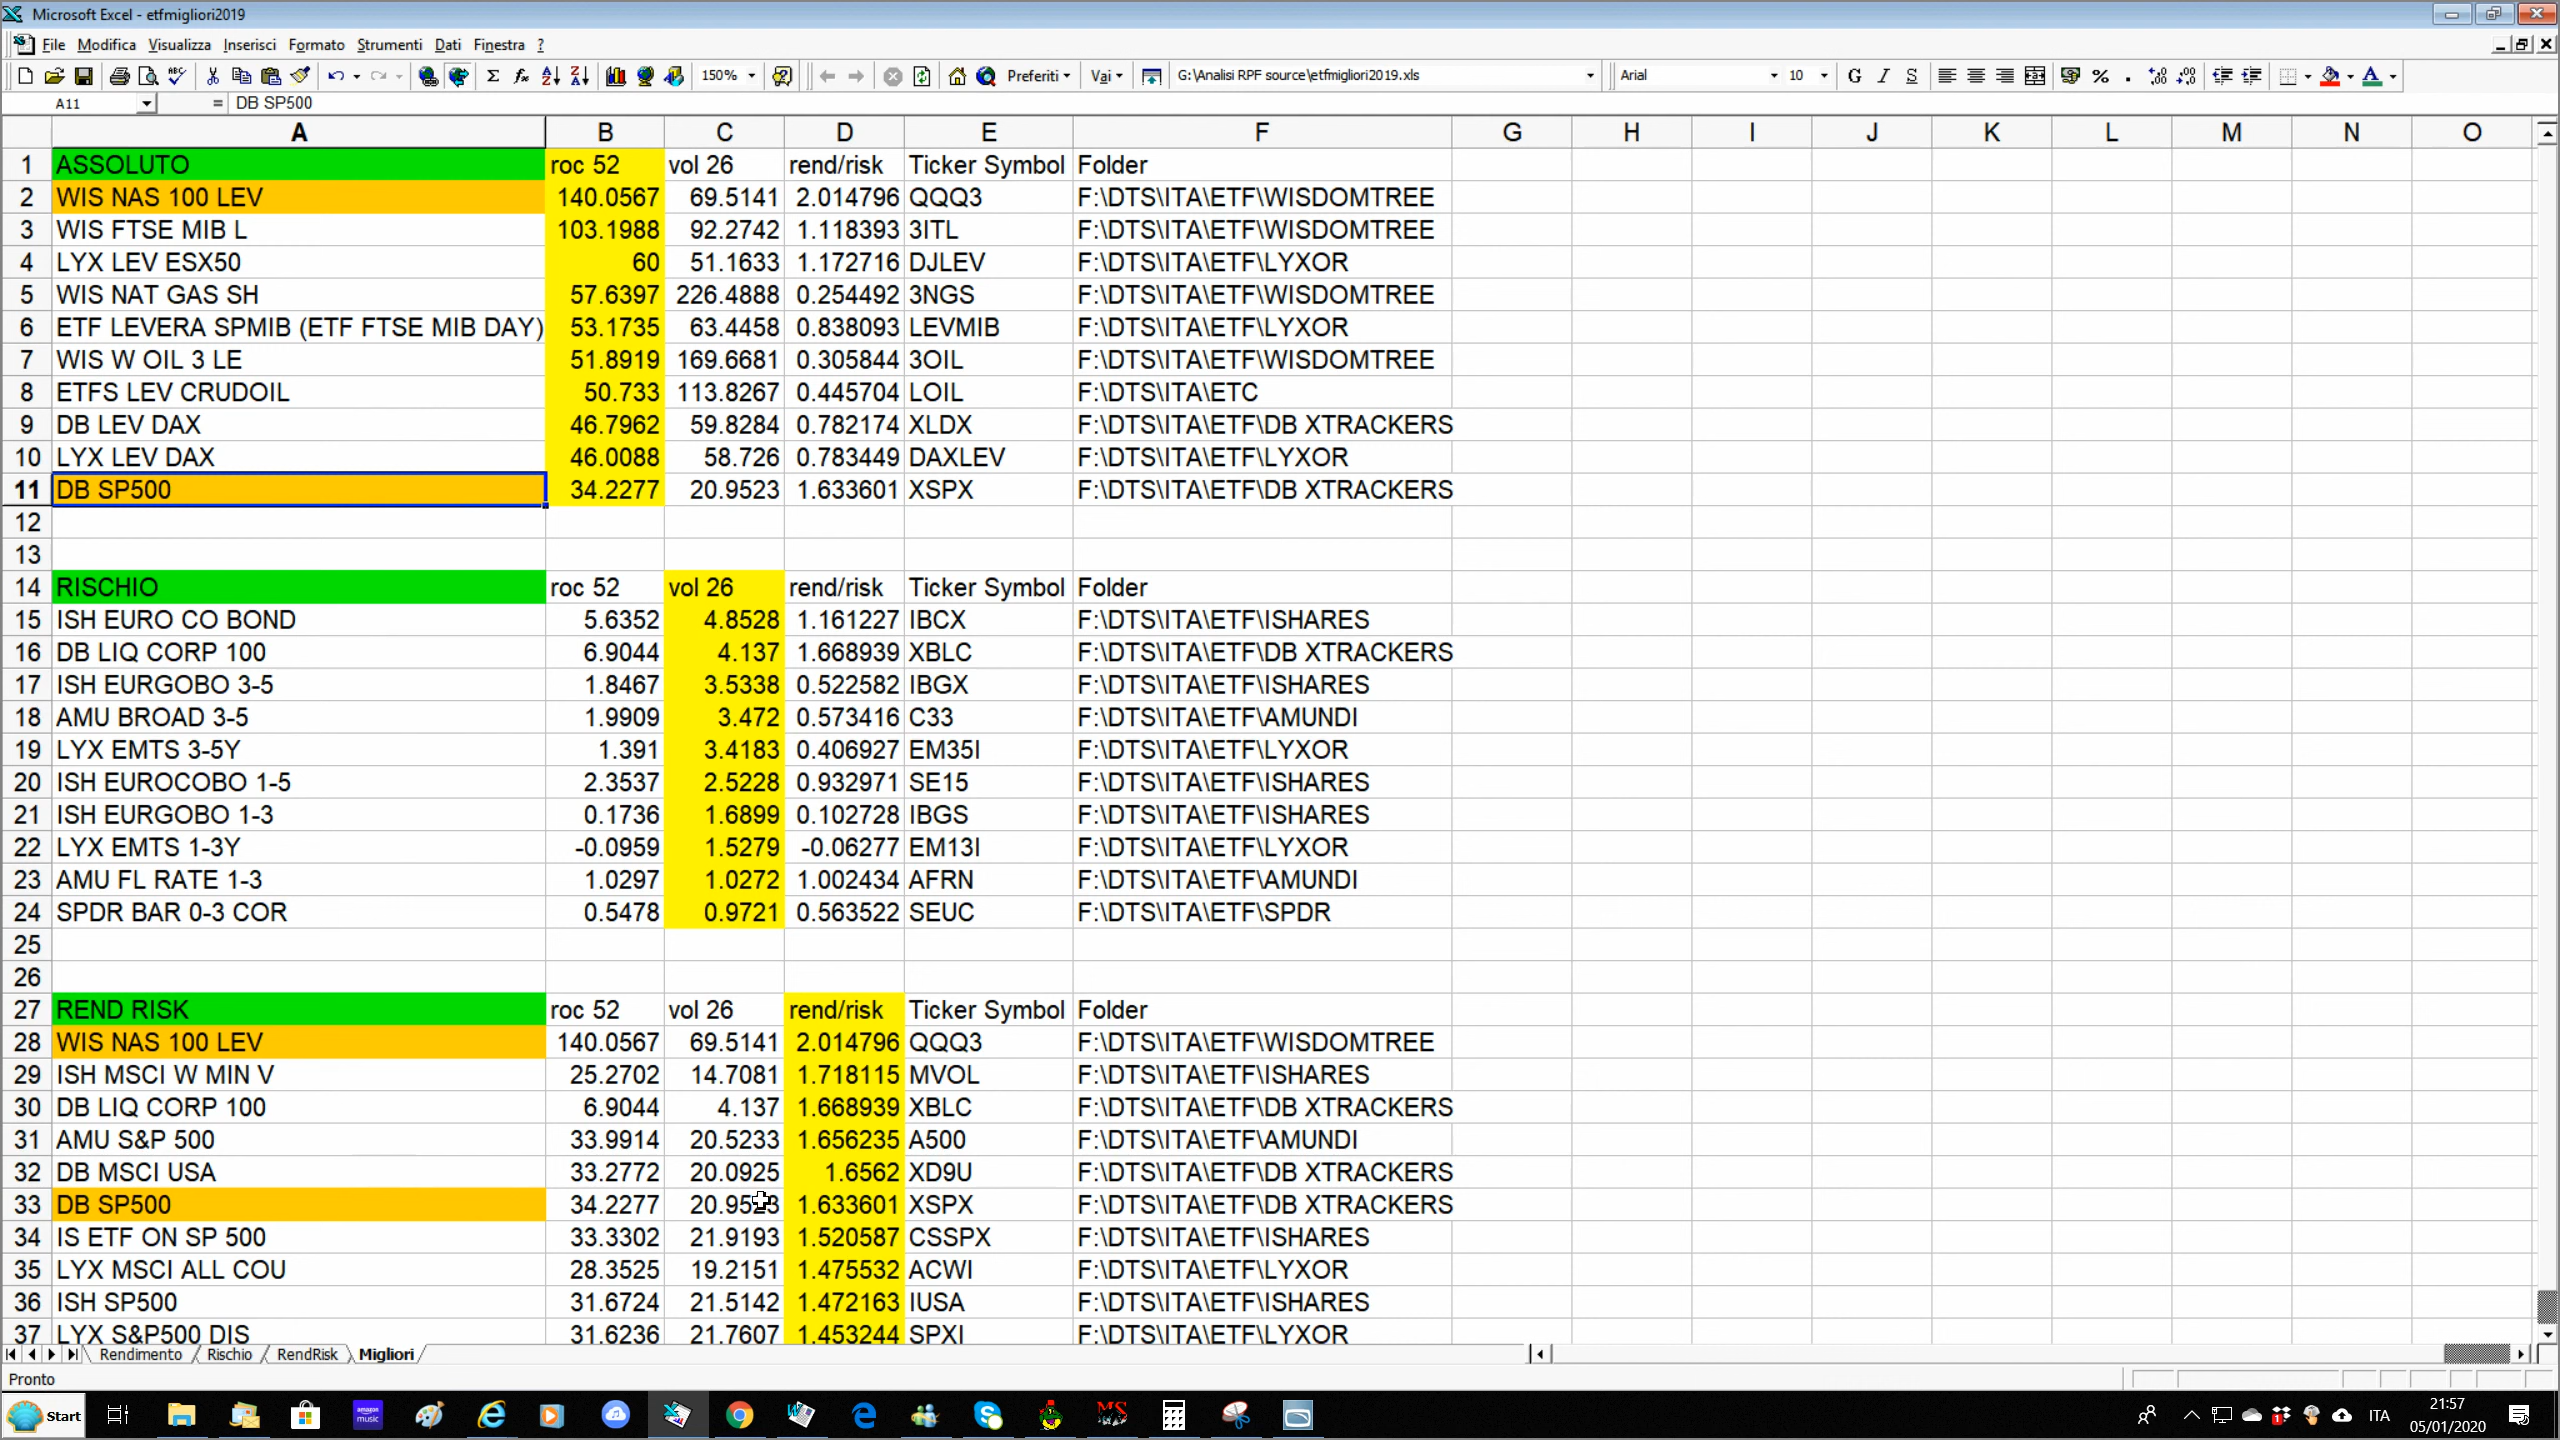 Microsoft Excel - etfmigliori2019
File Modifica Visualizza Inserisci Formato Strumenti Dati Finestra ?
150% Preferiti Vai G:\Analisi RPF source\etfmigliori2019.xls Arial 10 G I S
A11 = DB SP500
A B C D E F G H I J K L M N O
1 ASSOLUTO roc 52 vol 26 rend/risk Ticker Symbol Folder
2 WIS NAS 100 LEV 140.0567 69.5141 2.014796 QQQ3 F:\DTS\ITA\ETF\WISDOMTREE
3 WIS FTSE MIB L 103.1988 92.2742 1.118393 3ITL F:\DTS\ITA\ETF\WISDOMTREE
4 LYX LEV ESX50 60 51.1633 1.172716 DJLEV F:\DTS\ITA\ETF\LYXOR
5 WIS NAT GAS SH 57.6397 226.4888 0.254492 3NGS F:\DTS\ITA\ETF\WISDOMTREE
6 ETF LEVERA SPMIB (ETF FTSE MIB DAY) 53.1735 63.4458 0.838093 LEVMIB F:\DTS\ITA\ETF\LYXOR
7 WIS W OIL 3 LE 51.8919 169.6681 0.305844 3OIL F:\DTS\ITA\ETF\WISDOMTREE
8 ETFS LEV CRUDOIL 50.733 113.8267 0.445704 LOIL F:\DTS\ITA\ETC
9 DB LEV DAX 46.7962 59.8284 0.782174 XLDX F:\DTS\ITA\ETF\DB XTRACKERS
10 LYX LEV DAX 46.0088 58.726 0.783449 DAXLEV F:\DTS\ITA\ETF\LYXOR
11 DB SP500 34.2277 20.9523 1.633601 XSPX F:\DTS\ITA\ETF\DB XTRACKERS
12
13
14 RISCHIO roc 52 vol 26 rend/risk Ticker Symbol Folder
15 ISH EURO CO BOND 5.6352 4.8528 1.161227 IBCX F:\DTS\ITA\ETF\ISHARES
16 DB LIQ CORP 100 6.9044 4.137 1.668939 XBLC F:\DTS\ITA\ETF\DB XTRACKERS
17 ISH EURGOBO 3-5 1.8467 3.5338 0.522582 IBGX F:\DTS\ITA\ETF\ISHARES
18 AMU BROAD 3-5 1.9909 3.472 0.573416 C33 F:\DTS\ITA\ETF\AMUNDI
19 LYX EMTS 3-5Y 1.391 3.4183 0.406927 EM35I F:\DTS\ITA\ETF\LYXOR
20 ISH EUROCOBO 1-5 2.3537 2.5228 0.932971 SE15 F:\DTS\ITA\ETF\ISHARES
21 ISH EURGOBO 1-3 0.1736 1.6899 0.102728 IBGS F:\DTS\ITA\ETF\ISHARES
22 LYX EMTS 1-3Y -0.0959 1.5279 -0.06277 EM13I F:\DTS\ITA\ETF\LYXOR
23 AMU FL RATE 1-3 1.0297 1.0272 1.002434 AFRN F:\DTS\ITA\ETF\AMUNDI
24 SPDR BAR 0-3 COR 0.5478 0.9721 0.563522 SEUC F:\DTS\ITA\ETF\SPDR
25
26
27 REND RISK roc 52 vol 26 rend/risk Ticker Symbol Folder
28 WIS NAS 100 LEV 140.0567 69.5141 2.014796 QQQ3 F:\DTS\ITA\ETF\WISDOMTREE
29 ISH MSCI W MIN V 25.2702 14.7081 1.718115 MVOL F:\DTS\ITA\ETF\ISHARES
30 DB LIQ CORP 100 6.9044 4.137 1.668939 XBLC F:\DTS\ITA\ETF\DB XTRACKERS
31 AMU S&P 500 33.9914 20.5233 1.656235 A500 F:\DTS\ITA\ETF\AMUNDI
32 DB MSCI USA 33.2772 20.0925 1.6562 XD9U F:\DTS\ITA\ETF\DB XTRACKERS
33 DB SP500 34.2277 20.9523 1.633601 XSPX F:\DTS\ITA\ETF\DB XTRACKERS
34 IS ETF ON SP 500 33.3302 21.9193 1.520587 CSSPX F:\DTS\ITA\ETF\ISHARES
35 LYX MSCI ALL COU 28.3525 19.2151 1.475532 ACWI F:\DTS\ITA\ETF\LYXOR
36 ISH SP500 31.6724 21.5142 1.472163 IUSA F:\DTS\ITA\ETF\ISHARES
37 LYX S&P500 DIS 31.6236 21.7607 1.453244 SPXI F:\DTS\ITA\ETF\LYXOR
Rendimento Rischio RendRisk Migliori
Pronto
Start amazon music MS ITA 21:57
05/01/2020